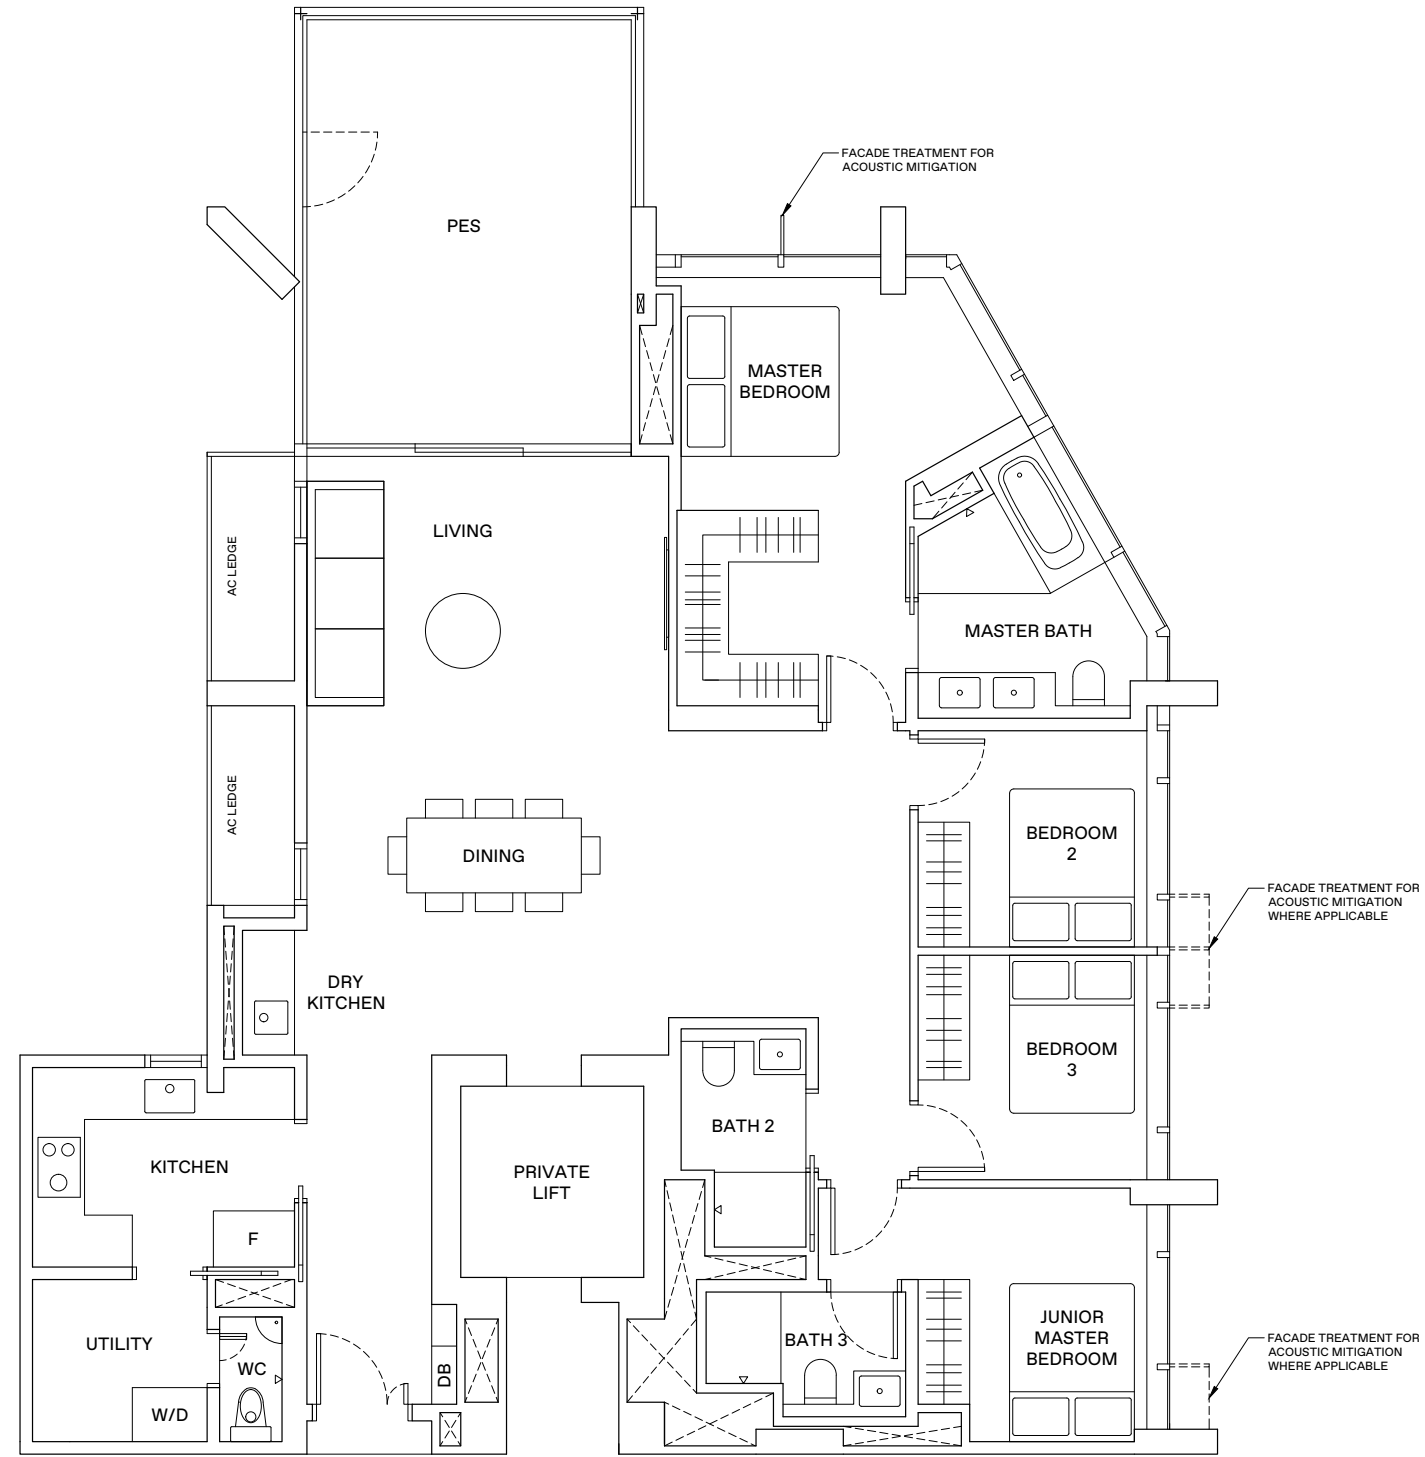 FACADE TREATMENT FOR
ACOUSTIC MITIGATION
PES
MASTER
BEDROOM
LIVING
AC LEDGE
MASTER BATH
AC LEDGE
DINING
BEDROOM
2
FACADE TREATMENT FOR
ACOUSTIC MITIGATION
WHERE APPLICABLE
DRY
KITCHEN
BEDROOM
3
BATH 2
KITCHEN
PRIVATE
LIFT
F
UTILITY
WC
W/D
DB
BATH 3
JUNIOR
MASTER
BEDROOM
FACADE TREATMENT FOR
ACOUSTIC MITIGATION
WHERE APPLICABLE